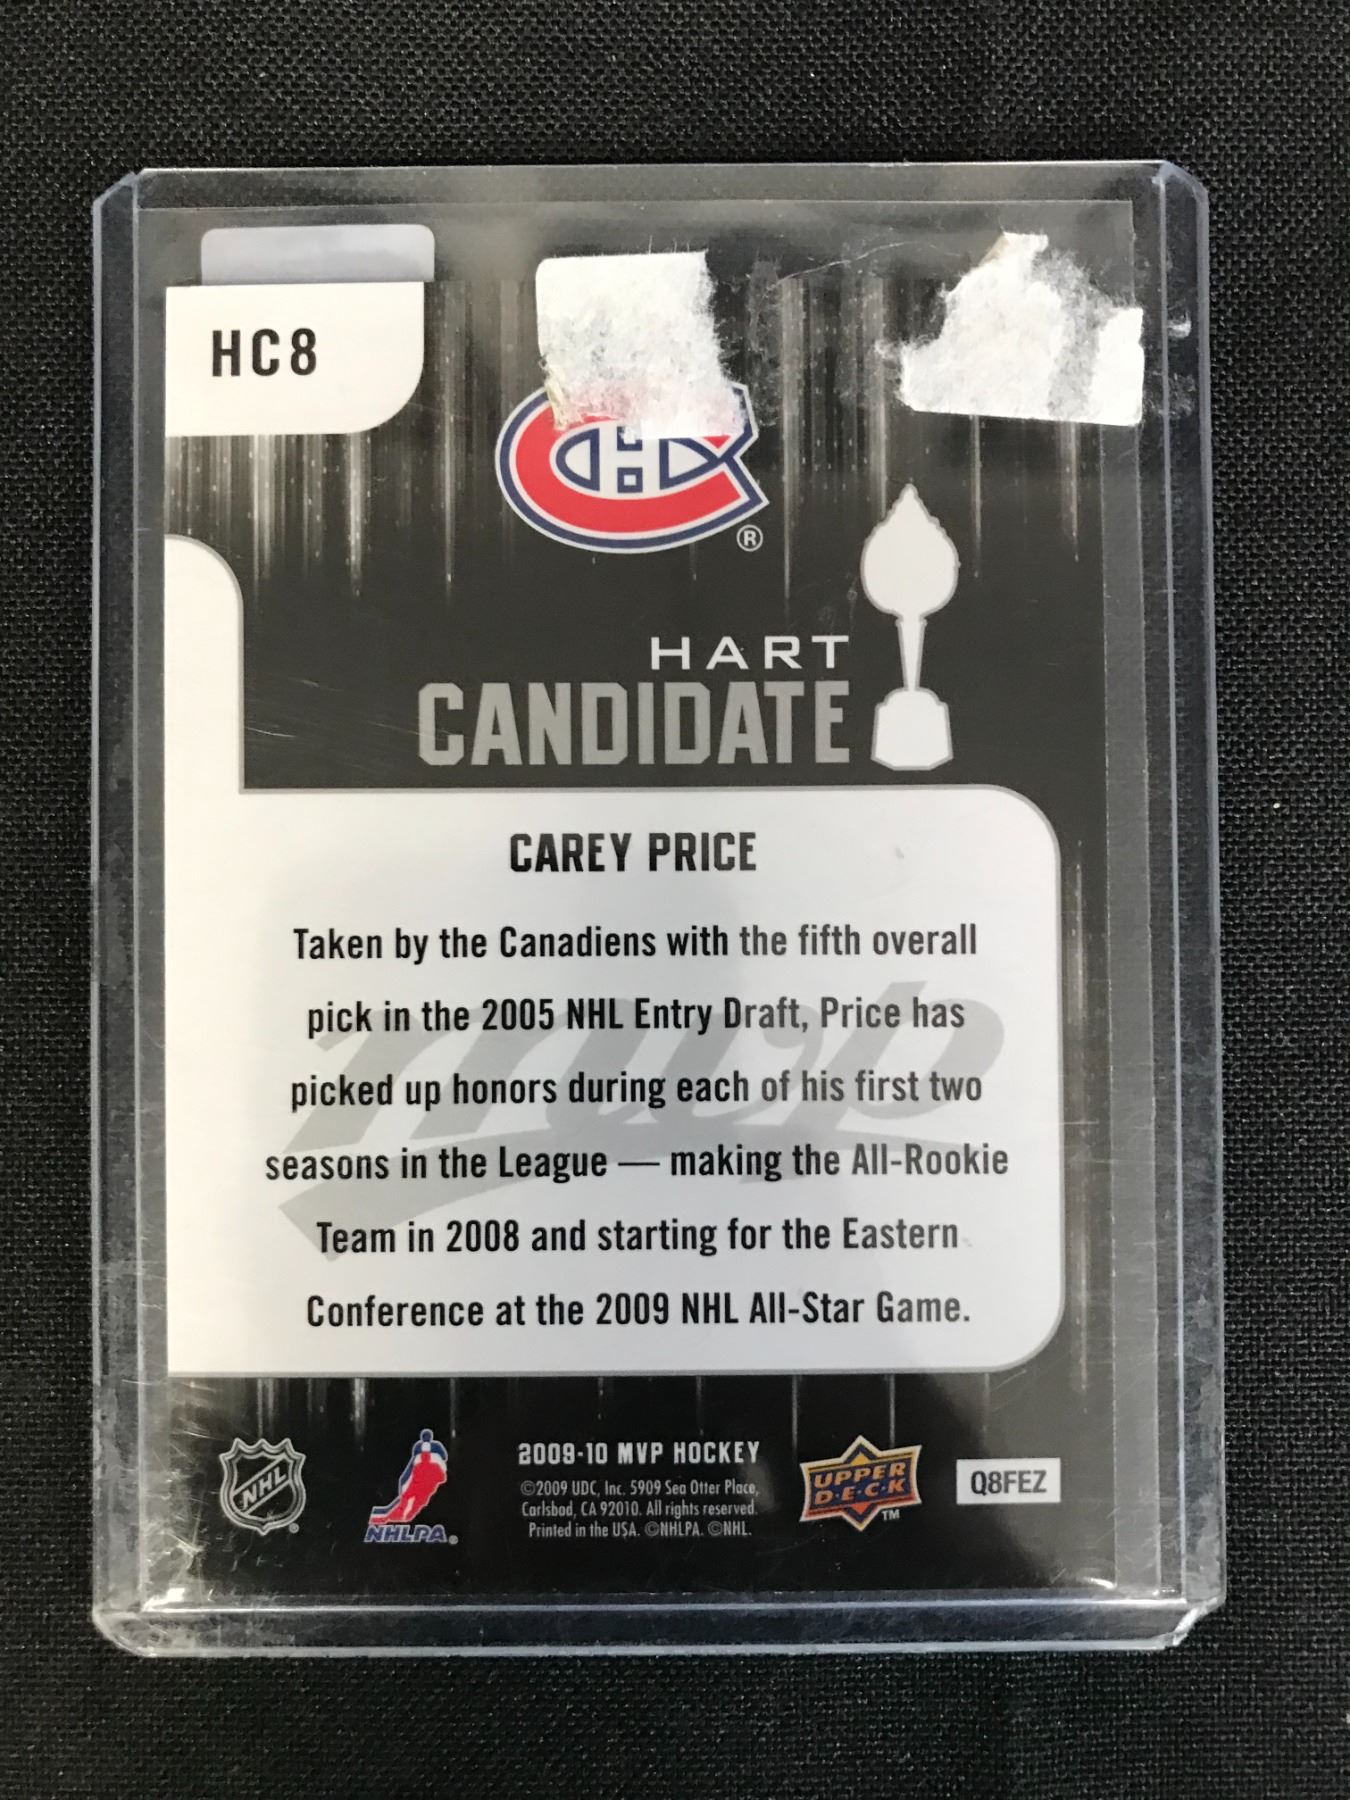 HC8
®
HART
CANDIDATE
CAREY PRICE
Taken by the Canadiens with the fifth overall
pick in the 2005 NHL Entry Draft, Price has
picked up honors during each of his first two
seasons in the League — making the All-Rookie
Team in 2008 and starting for the Eastern
Conference at the 2009 NHL All-Star Game.
mvp
NHL
®
NHLPA®
2009-10 MVP HOCKEY
©2009 UDC, Inc. 5909 Sea Otter Place,
Carlsbad, CA 92010. All rights reserved.
Printed in the USA. ©NHLPA. ©NHL.
UPPER
D·E·C·K
TM
Q8FEZ